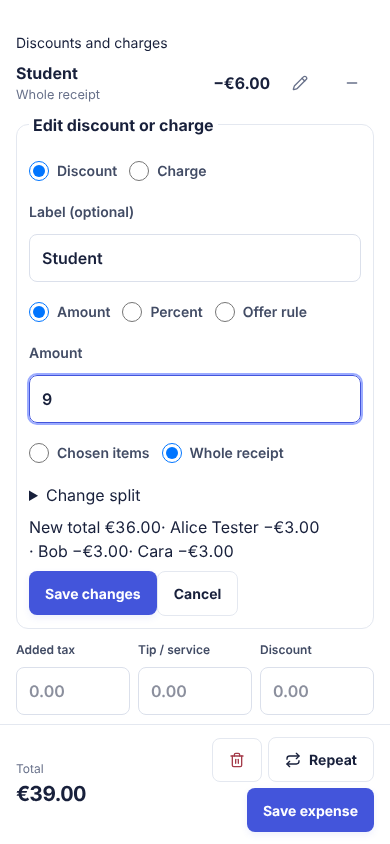 Discounts and charges
Student
−€6.00
Whole receipt
Edit discount or charge
Discount Charge
Label (optional)
Student
Amount Percent Offer rule
Amount
9
Chosen items Whole receipt
Change split
New total €36.00· Alice Tester −€3.00
· Bob −€3.00· Cara −€3.00
Save changes Cancel
Added tax Tip / service Discount
0.00 0.00 0.00
Repeat
Total
€39.00
Save expense